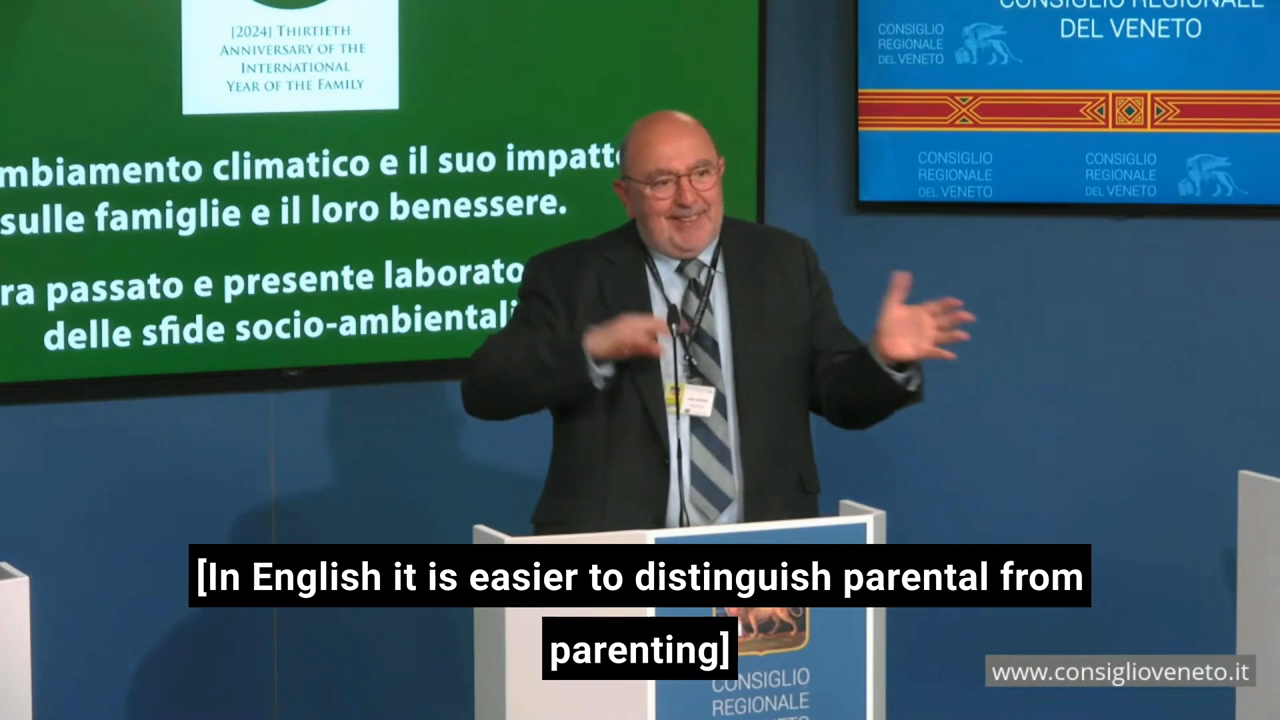 [2024] THIRTIETH
ANNIVERSARY OF THE
INTERNATIONAL
YEAR OF THE FAMILY
mbiamento climatico e il suo impatto
sulle famiglie e il loro benessere.
ra passato e presente laborato
delle sfide socio-ambientali
CONSIGLIO REGIONALE
DEL VENETO
CONSIGLIO
REGIONALE
DEL VENETO
CONSIGLIO
REGIONALE
DEL VENETO
CONSIGLIO
REGIONALE
DEL VENETO
[In English it is easier to distinguish parental from
parenting]
CONSIGLIO
REGIONALE
www.consiglioveneto.it